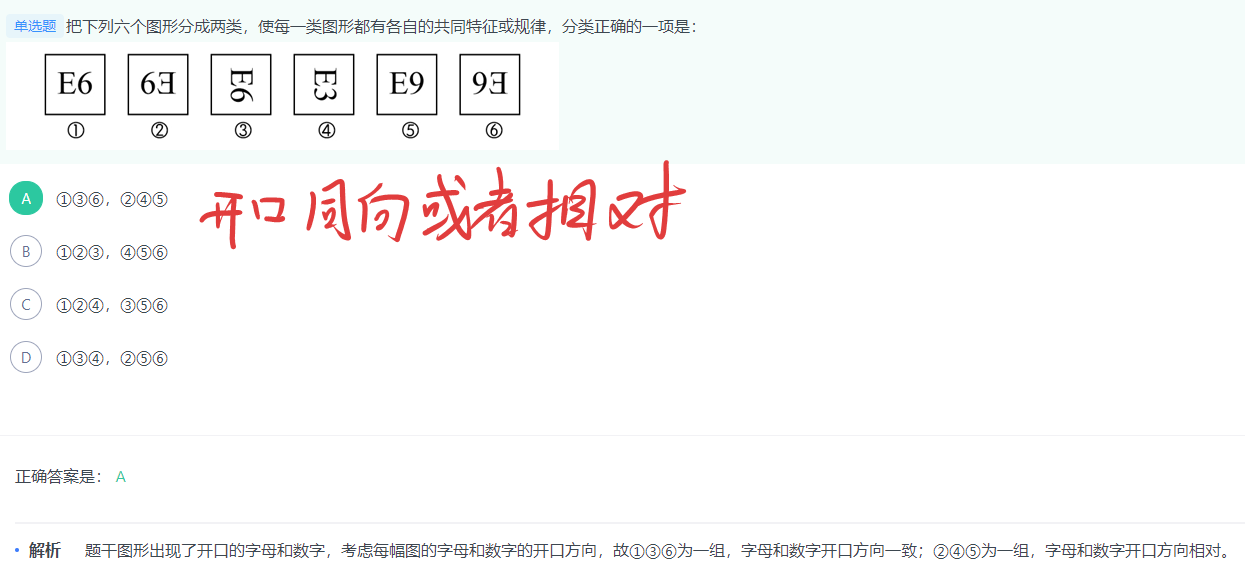 单选题 把下列六个图形分成两类，使每一类图形都有各自的共同特征或规律，分类正确的一项是：
E6 6Ǝ E6 E3 E9 9Ǝ
① ② ③ ④ ⑤ ⑥
A ①③⑥，②④⑤
开口同向或者相对
B ①②③，④⑤⑥
C ①②④，③⑤⑥
D ①③④，②⑤⑥
正确答案是： A
• 解析 题干图形出现了开口的字母和数字，考虑每幅图的字母和数字的开口方向，故①③⑥为一组，字母和数字开口方向一致；②④⑤为一组，字母和数字开口方向相对。